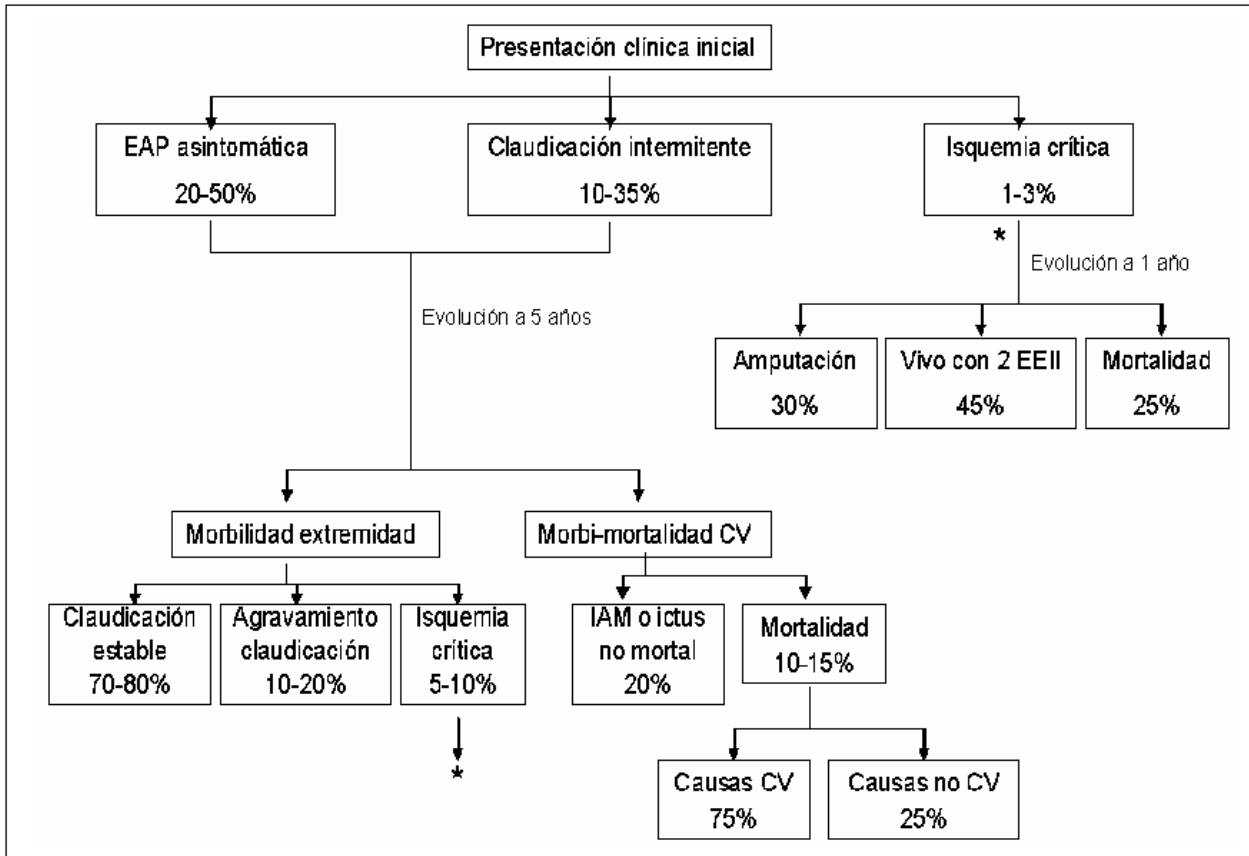 Presentación clínica inicial
EAP asintomática
20-50%
Claudicación intermitente
10-35%
Isquemia crítica
1-3%
*
Evolución a 1 año
Evolución a 5 años
Amputación
30%
Vivo con 2 EEII
45%
Mortalidad
25%
Morbilidad extremidad
Morbi-mortalidad CV
Claudicación
estable
70-80%
Agravamiento
claudicación
10-20%
Isquemia
crítica
5-10%
*
IAM o ictus
no mortal
20%
Mortalidad
10-15%
Causas CV
75%
Causas no CV
25%